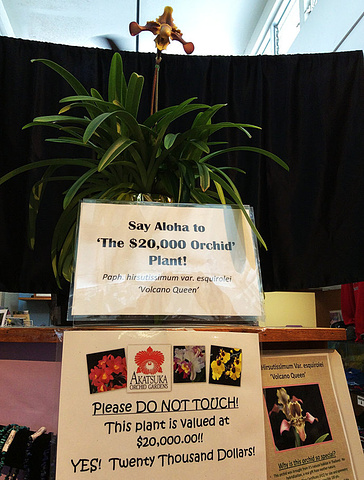 Say Aloha to
'The $20,000 Orchid'
Plant!
Paph. hirsutissimum var. esquirolei
'Volcano Queen'
AKATSUKA
ORCHID GARDENS
Please DO NOT TOUCH!
This plant is valued at
$20,000.00!!
YES! Twenty Thousand Dollars!
Hirsutissimum Var. esquirolei
'Volcano Queen'
Why is this orchid so special?